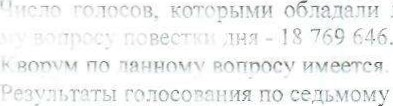 Число голосов, которыми обладали
му вопросу повестки дня - 18 769 646.
Кворум по данному вопросу имеется.
Результаты голосования по седьмому